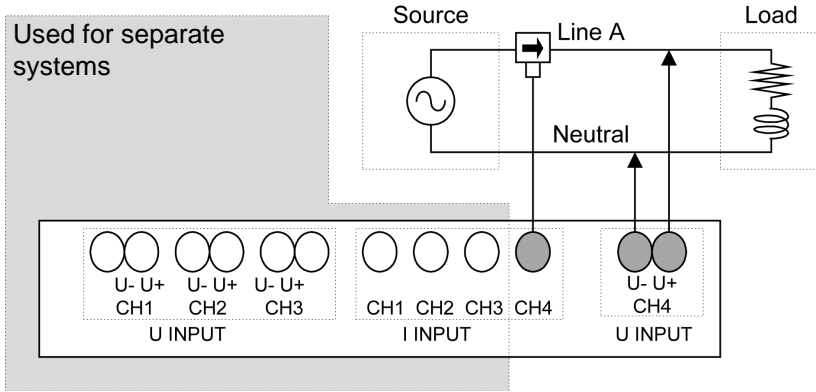 Used for separate
systems
Source
Line A
Load
Neutral
U- U+ U- U+ U- U+ U- U+
CH1 CH2 CH3 CH1 CH2 CH3 CH4 CH4
U INPUT I INPUT U INPUT